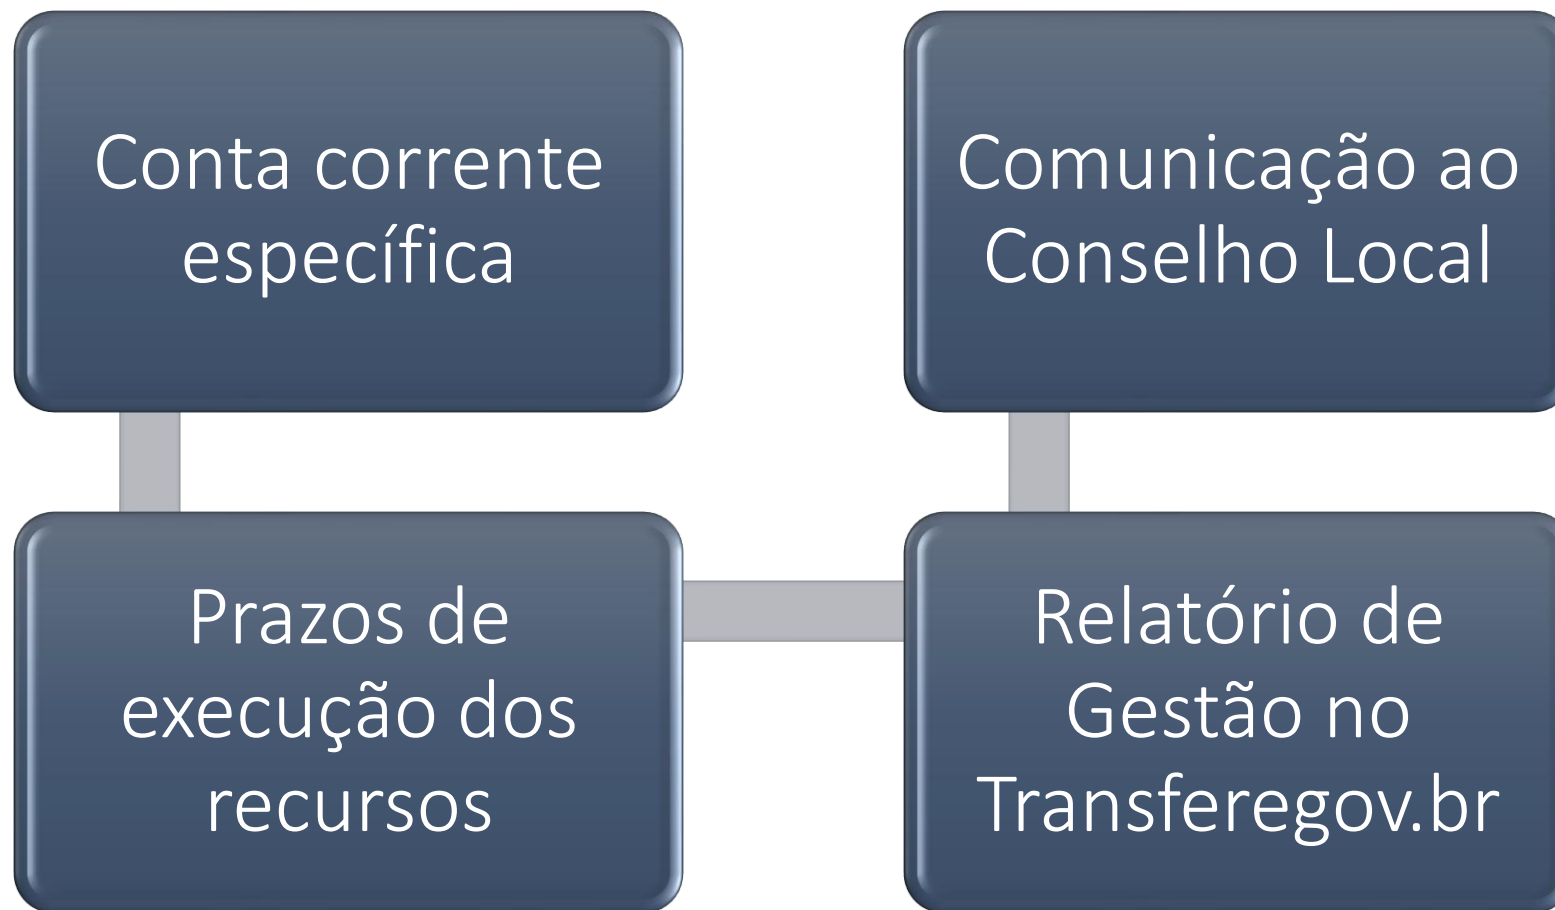 Conta corrente
específica
Prazos de
execução dos
recursos
Relatório de
Gestão no
Transferegov.br
Comunicação ao
Conselho Local